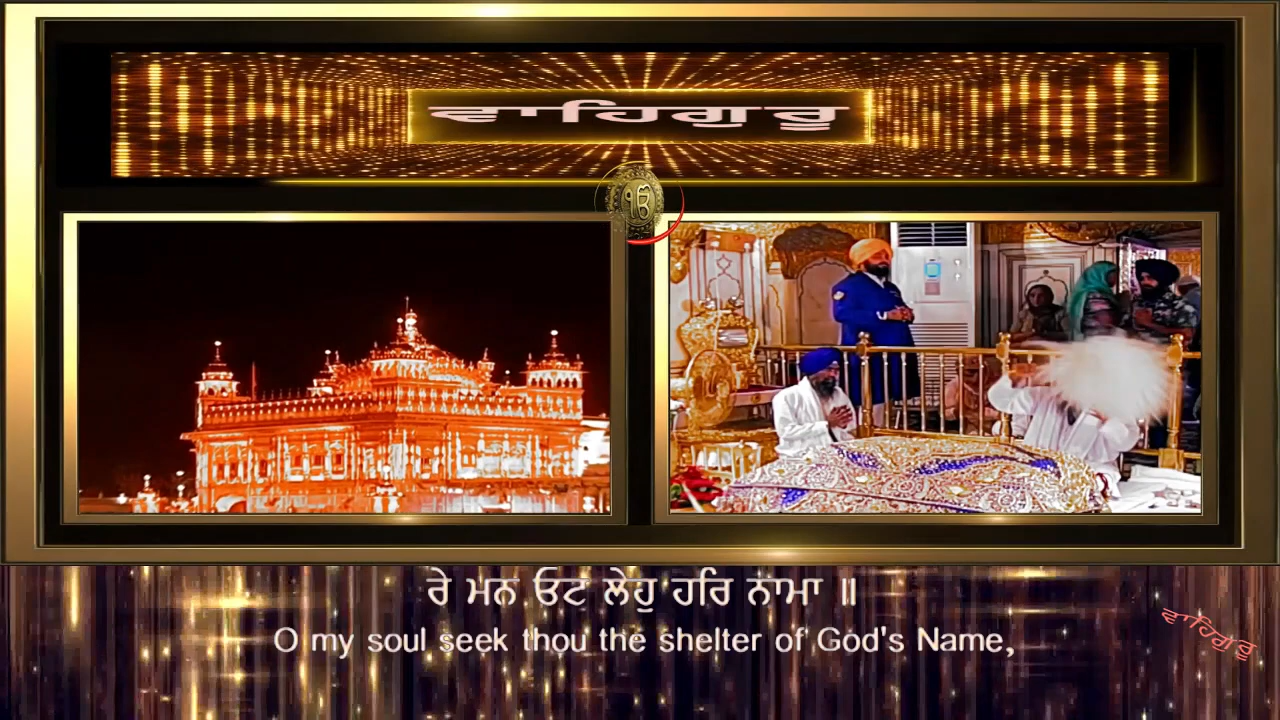 ਵਾਹਿਗੁਰੂ
ੴ
ਰੇ ਮਨ ਓਟ ਲੇਹੁ ਹਰਿ ਨਾਮਾ ॥
O my soul seek thou the shelter of God's Name,
ਵਾਹਿਗੁਰੂ